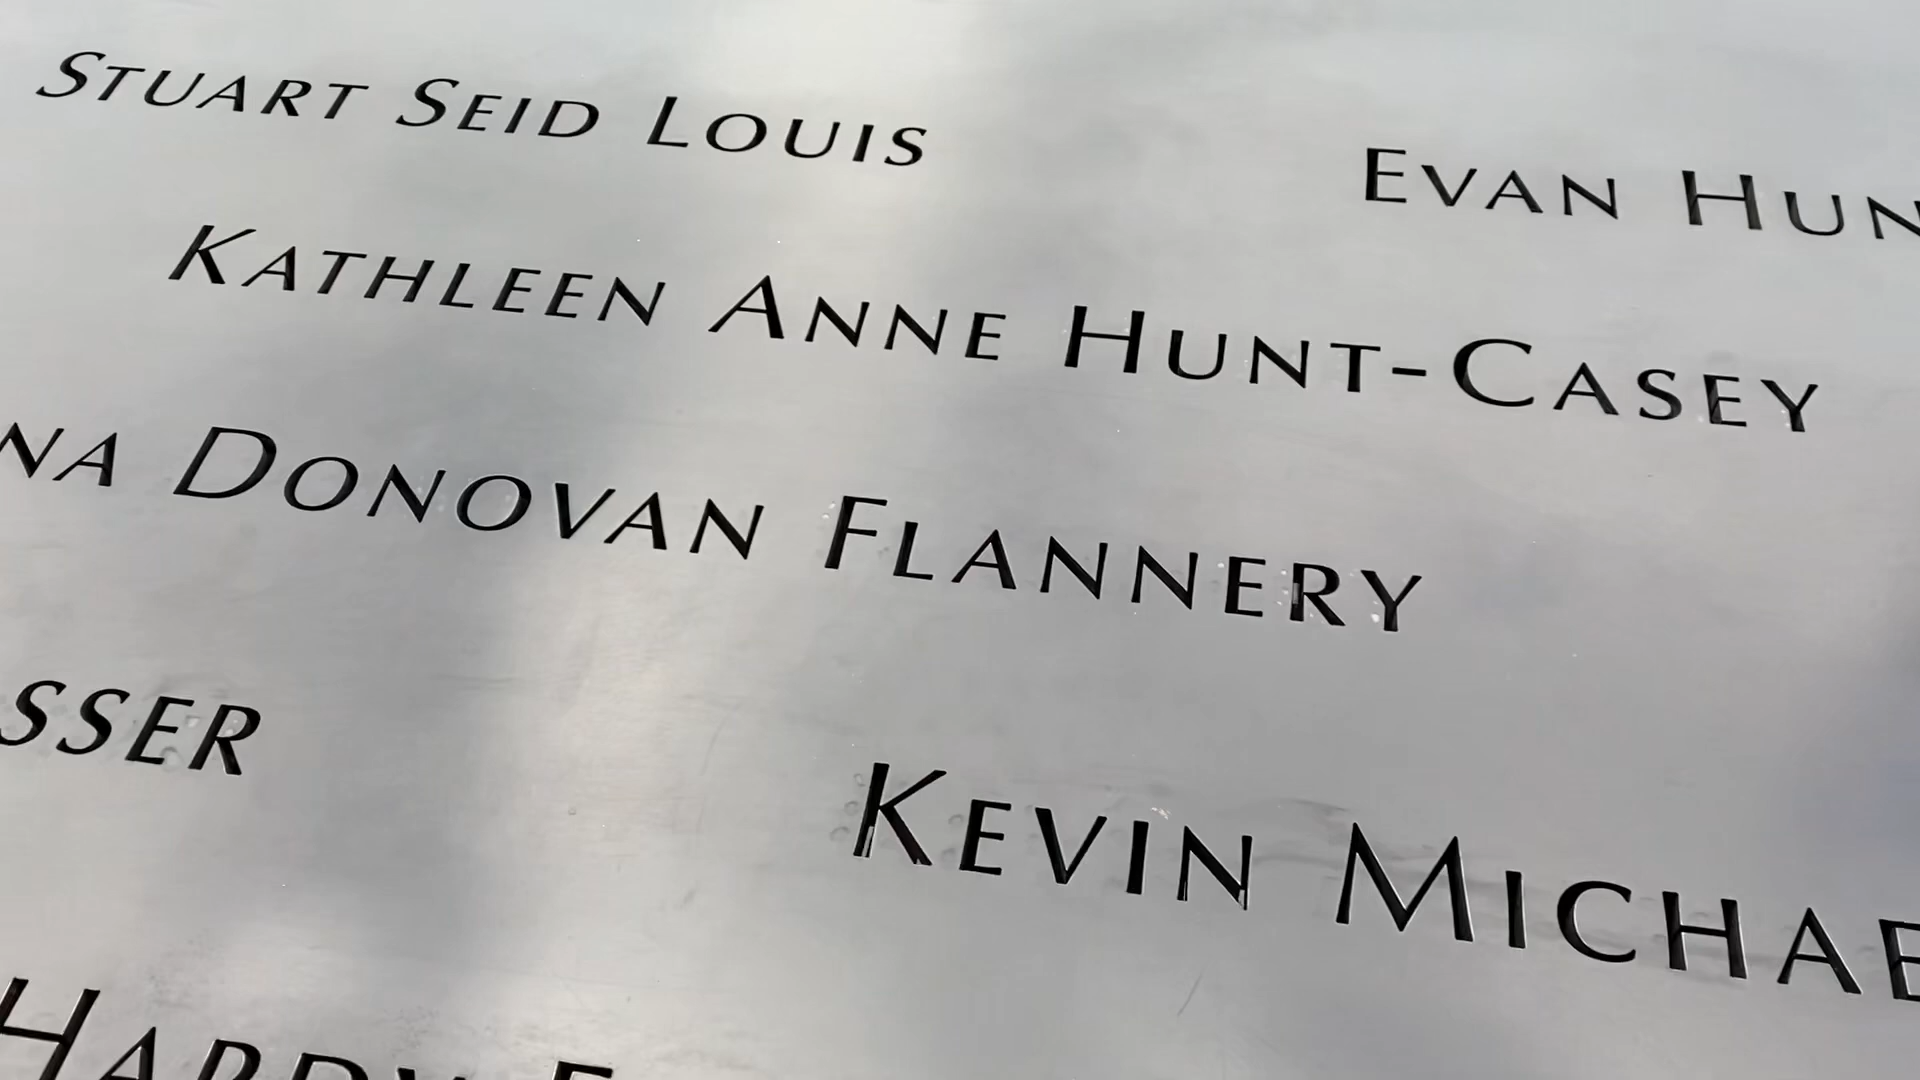 STUART SEID LOUIS
EVAN HUN
KATHLEEN ANNE HUNT-CASEY
NA DONOVAN FLANNERY
SSER
KEVIN MICHAE
HARRY E